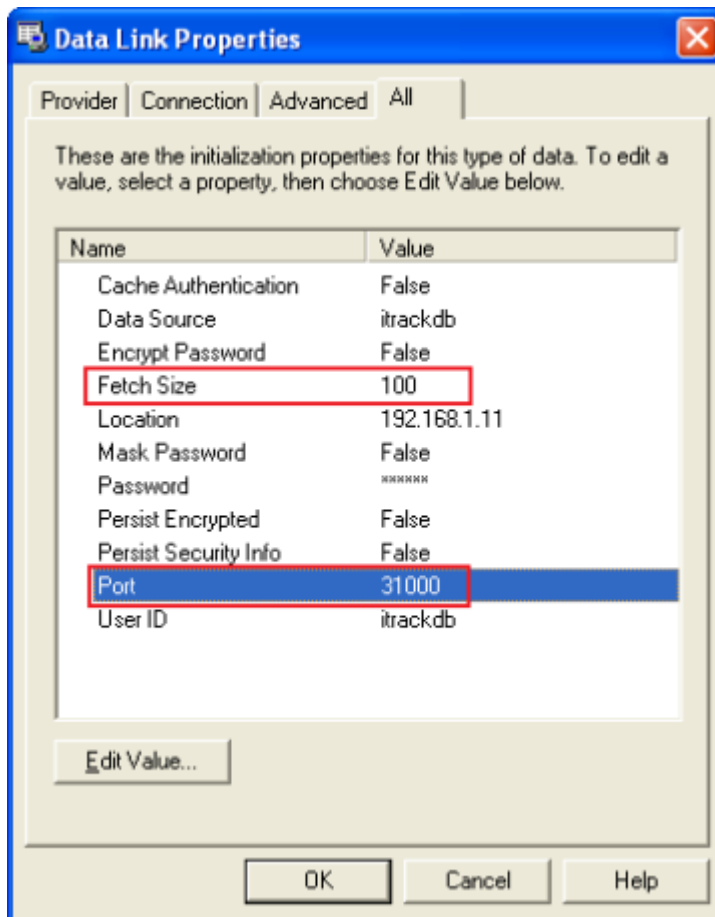 Data Link Properties
Provider Connection Advanced All
These are the initialization properties for this type of data. To edit a
value, select a property, then choose Edit Value below.
Name Value
Cache Authentication False
Data Source itrackdb
Encrypt Password False
Fetch Size 100
Location 192.168.1.11
Mask Password False
Password ******
Persist Encrypted False
Persist Security Info False
Port 31000
User ID itrackdb
Edit Value...
OK Cancel Help